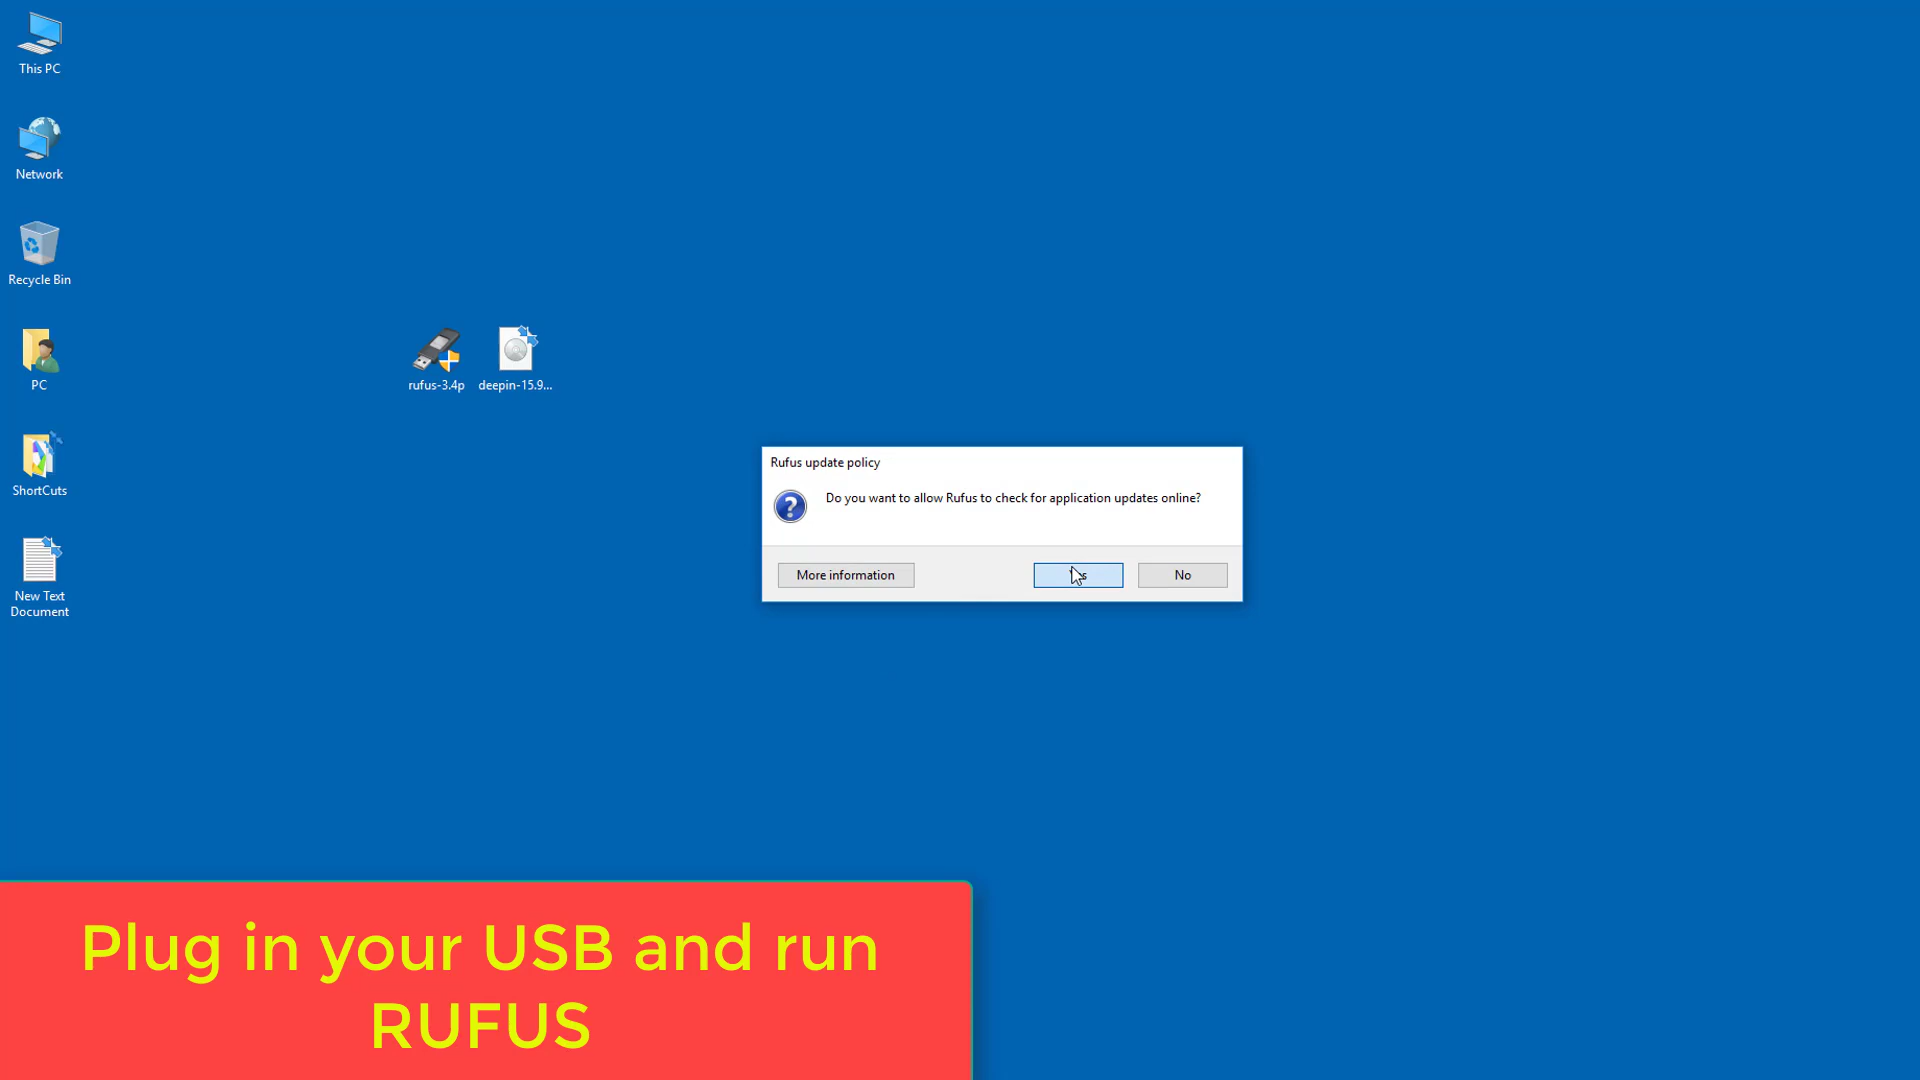 This PC
Network
Recycle Bin
PC
ShortCuts
New Text
Document
rufus-3.4p
deepin-15.9...
Rufus update policy
Do you want to allow Rufus to check for application updates online?
More information
No
Plug in your USB and run
RUFUS